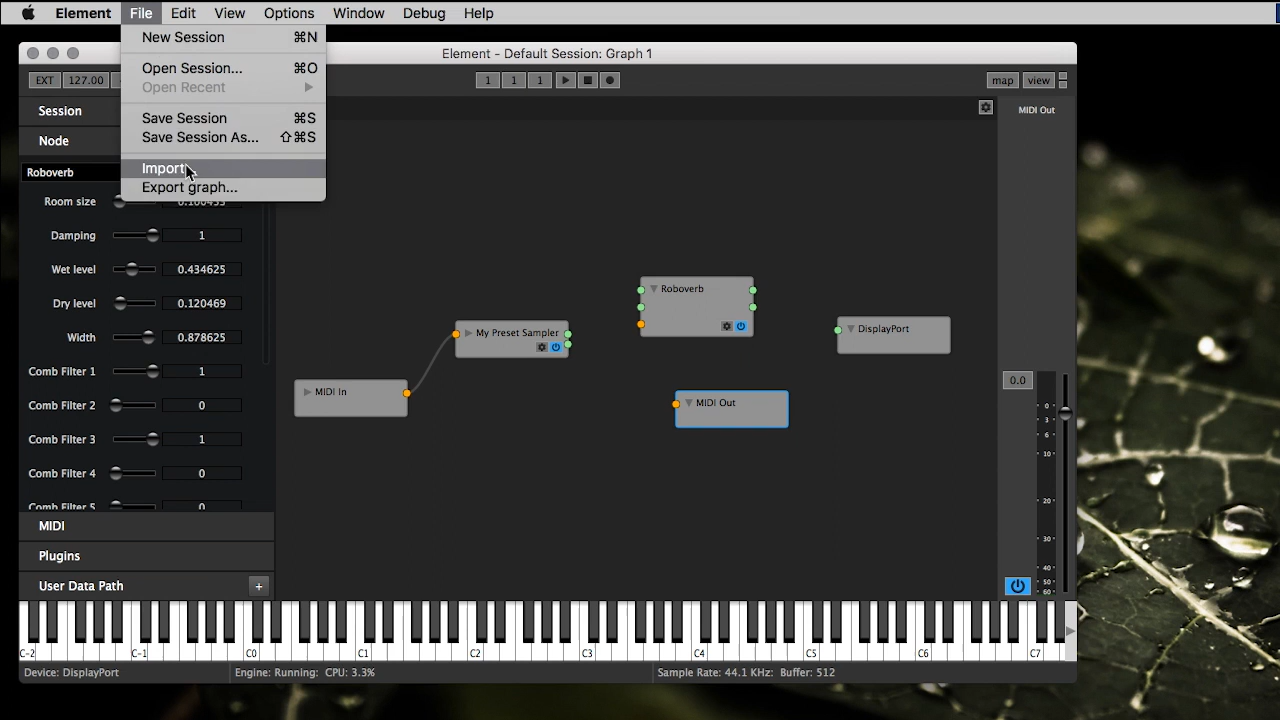 Element File Edit View Options Window Debug Help
New Session ⌘N
Open Session... ⌘O
Open Recent
Save Session ⌘S
Save Session As... ⇧⌘S
Import
Export graph...
Element - Default Session: Graph 1
EXT 127.00
1 1 1
map view
Session
Node
Roboverb
Room size
Damping 1
Wet level 0.434625
Dry level 0.120469
Width 0.878625
Comb Filter 1 1
Comb Filter 2 0
Comb Filter 3 1
Comb Filter 4 0
Comb Filter 5 0
MIDI
Plugins
User Data Path +
MIDI In
My Preset Sampler
Roboverb
MIDI Out
DisplayPort
MIDI Out
0.0
0
3
6
10
20
30
40
50
60
C-2 C-1 C0 C1 C2 C3 C4 C5 C6 C7
Device: DisplayPort
Engine: Running: CPU: 3.3%
Sample Rate: 44.1 KHz: Buffer: 512